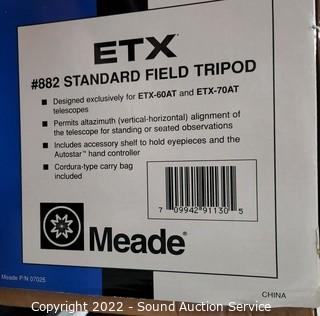 ETX
#882 STANDARD FIELD TRIPOD
■ Designed exclusively for ETX-60AT and ETX-70AT
telescopes
■ Permits altazimuth (vertical-horizontal) alignment of
the telescope for standing or seated observations
■ Includes accessory shelf to hold eyepieces and the
Autostar™ hand controller
■ Cordura-type carry bag
included
7 09942 91130 5
Meade®
Meade P/N 07025
CHINA
Copyright 2022 - Sound Auction Service